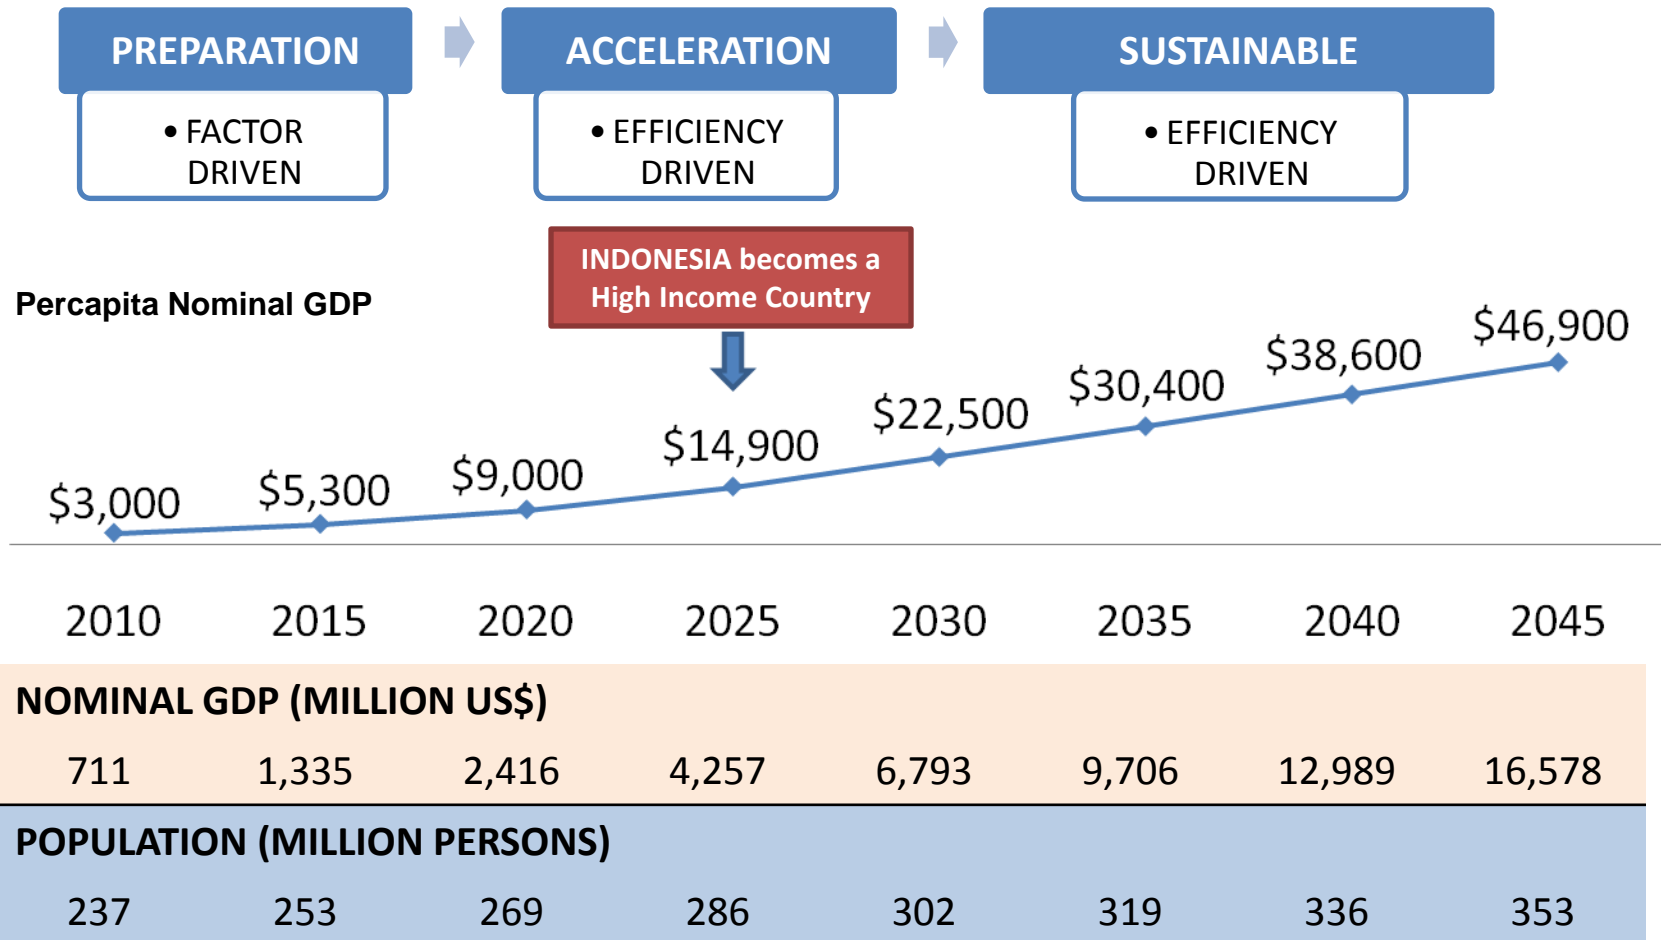 PREPARATION
ACCELERATION
SUSTAINABLE
• FACTOR
DRIVEN
• EFFICIENCY
DRIVEN
• EFFICIENCY
DRIVEN
INDONESIA becomes a
High Income Country
Percapita Nominal GDP
$3,000
$5,300
$9,000
$14,900
$22,500
$30,400
$38,600
$46,900
2010 2015 2020 2025 2030 2035 2040 2045
NOMINAL GDP (MILLION US$)
711 1,335 2,416 4,257 6,793 9,706 12,989 16,578
POPULATION (MILLION PERSONS)
237 253 269 286 302 319 336 353